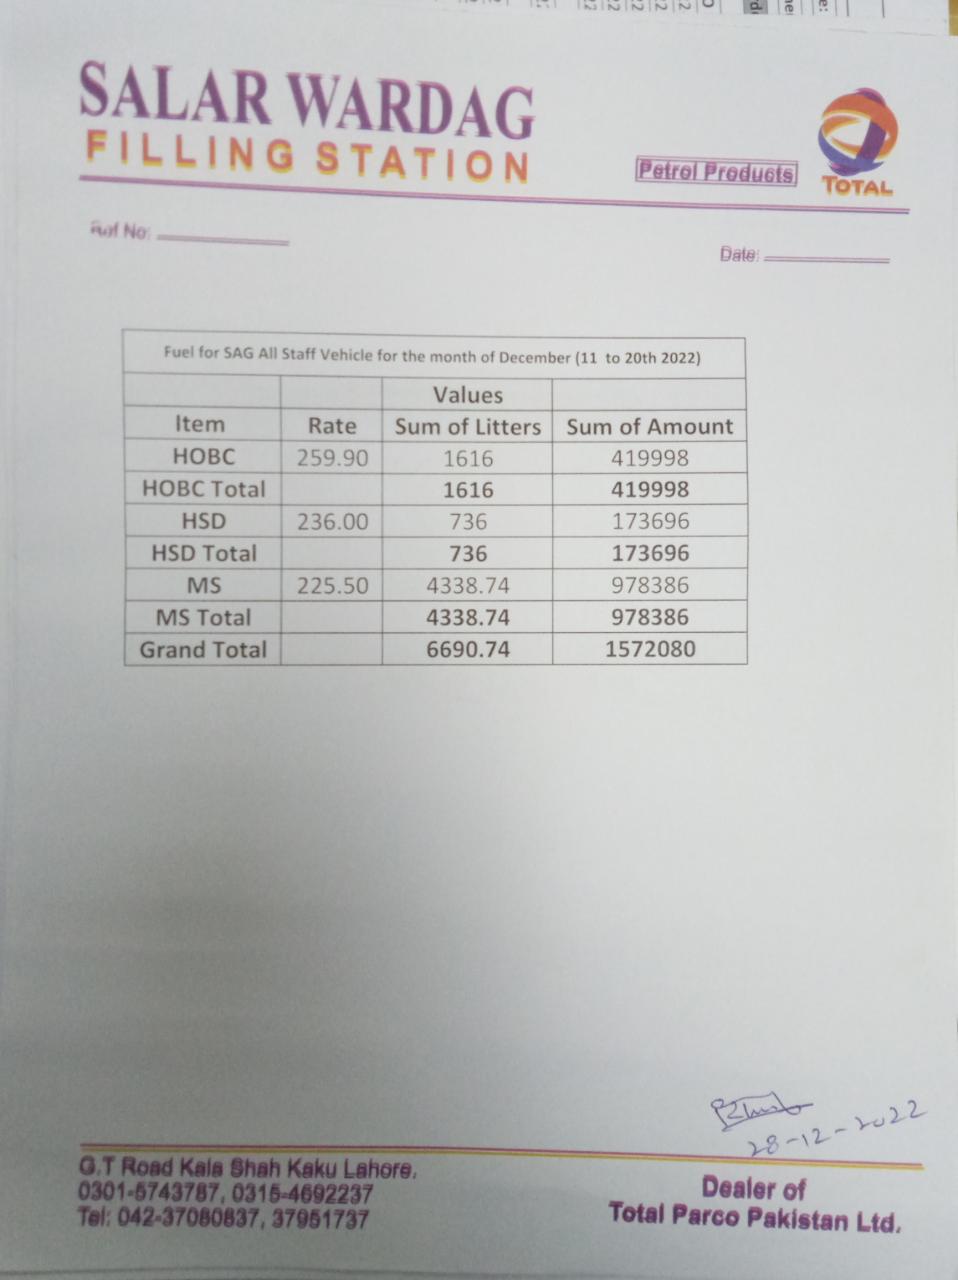 SALAR WARDAG
FILLING STATION
Petrol Products
TOTAL
Ref No:
Date:
Fuel for SAG All Staff Vehicle for the month of December (11 to 20th 2022)
Values
Item Rate Sum of Litters Sum of Amount
HOBC 259.90 1616 419998
HOBC Total 1616 419998
HSD 236.00 736 173696
HSD Total 736 173696
MS 225.50 4338.74 978386
MS Total 4338.74 978386
Grand Total 6690.74 1572080
28-12-2022
G.T Road Kala Shah Kaku Lahore.
0301-5743787, 0315-4692237
Tel: 042-37080837, 37951737
Dealer of
Total Parco Pakistan Ltd.